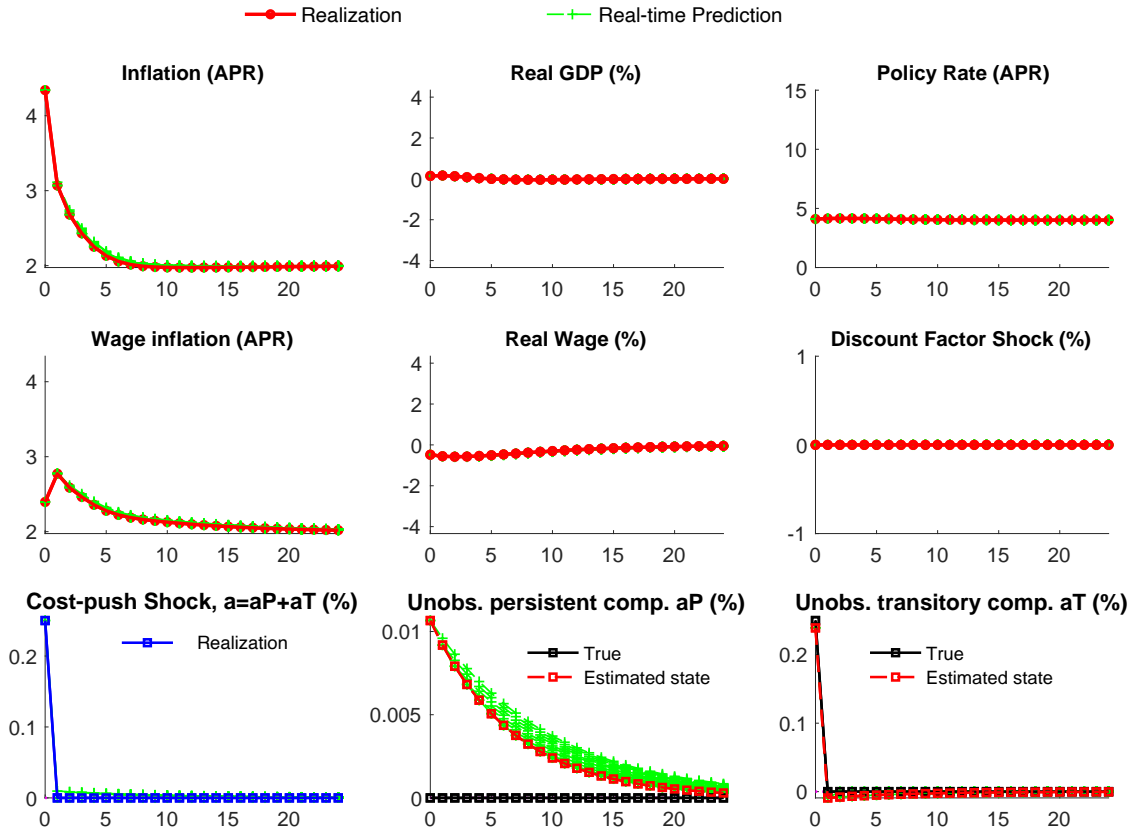 Realization Real-time Prediction
Inflation (APR) Real GDP (%) Policy Rate (APR)
4 3 2
0 5 10 15 20
4 2 0 -2 -4
0 5 10 15 20
15 10 5 0
0 5 10 15 20
Wage inflation (APR) Real Wage (%) Discount Factor Shock (%)
4 3 2
0 5 10 15 20
4 2 0 -2 -4
0 5 10 15 20
1 0 -1
0 5 10 15 20
Cost-push Shock, a=aP+aT (%) Unobs. persistent comp. aP (%) Unobs. transitory comp. aT (%)
Realization
0.2 0.1 0
0 5 10 15 20
True
Estimated state
0.01 0.005 0
0 5 10 15 20
True
Estimated state
0.2 0.1 0
0 5 10 15 20